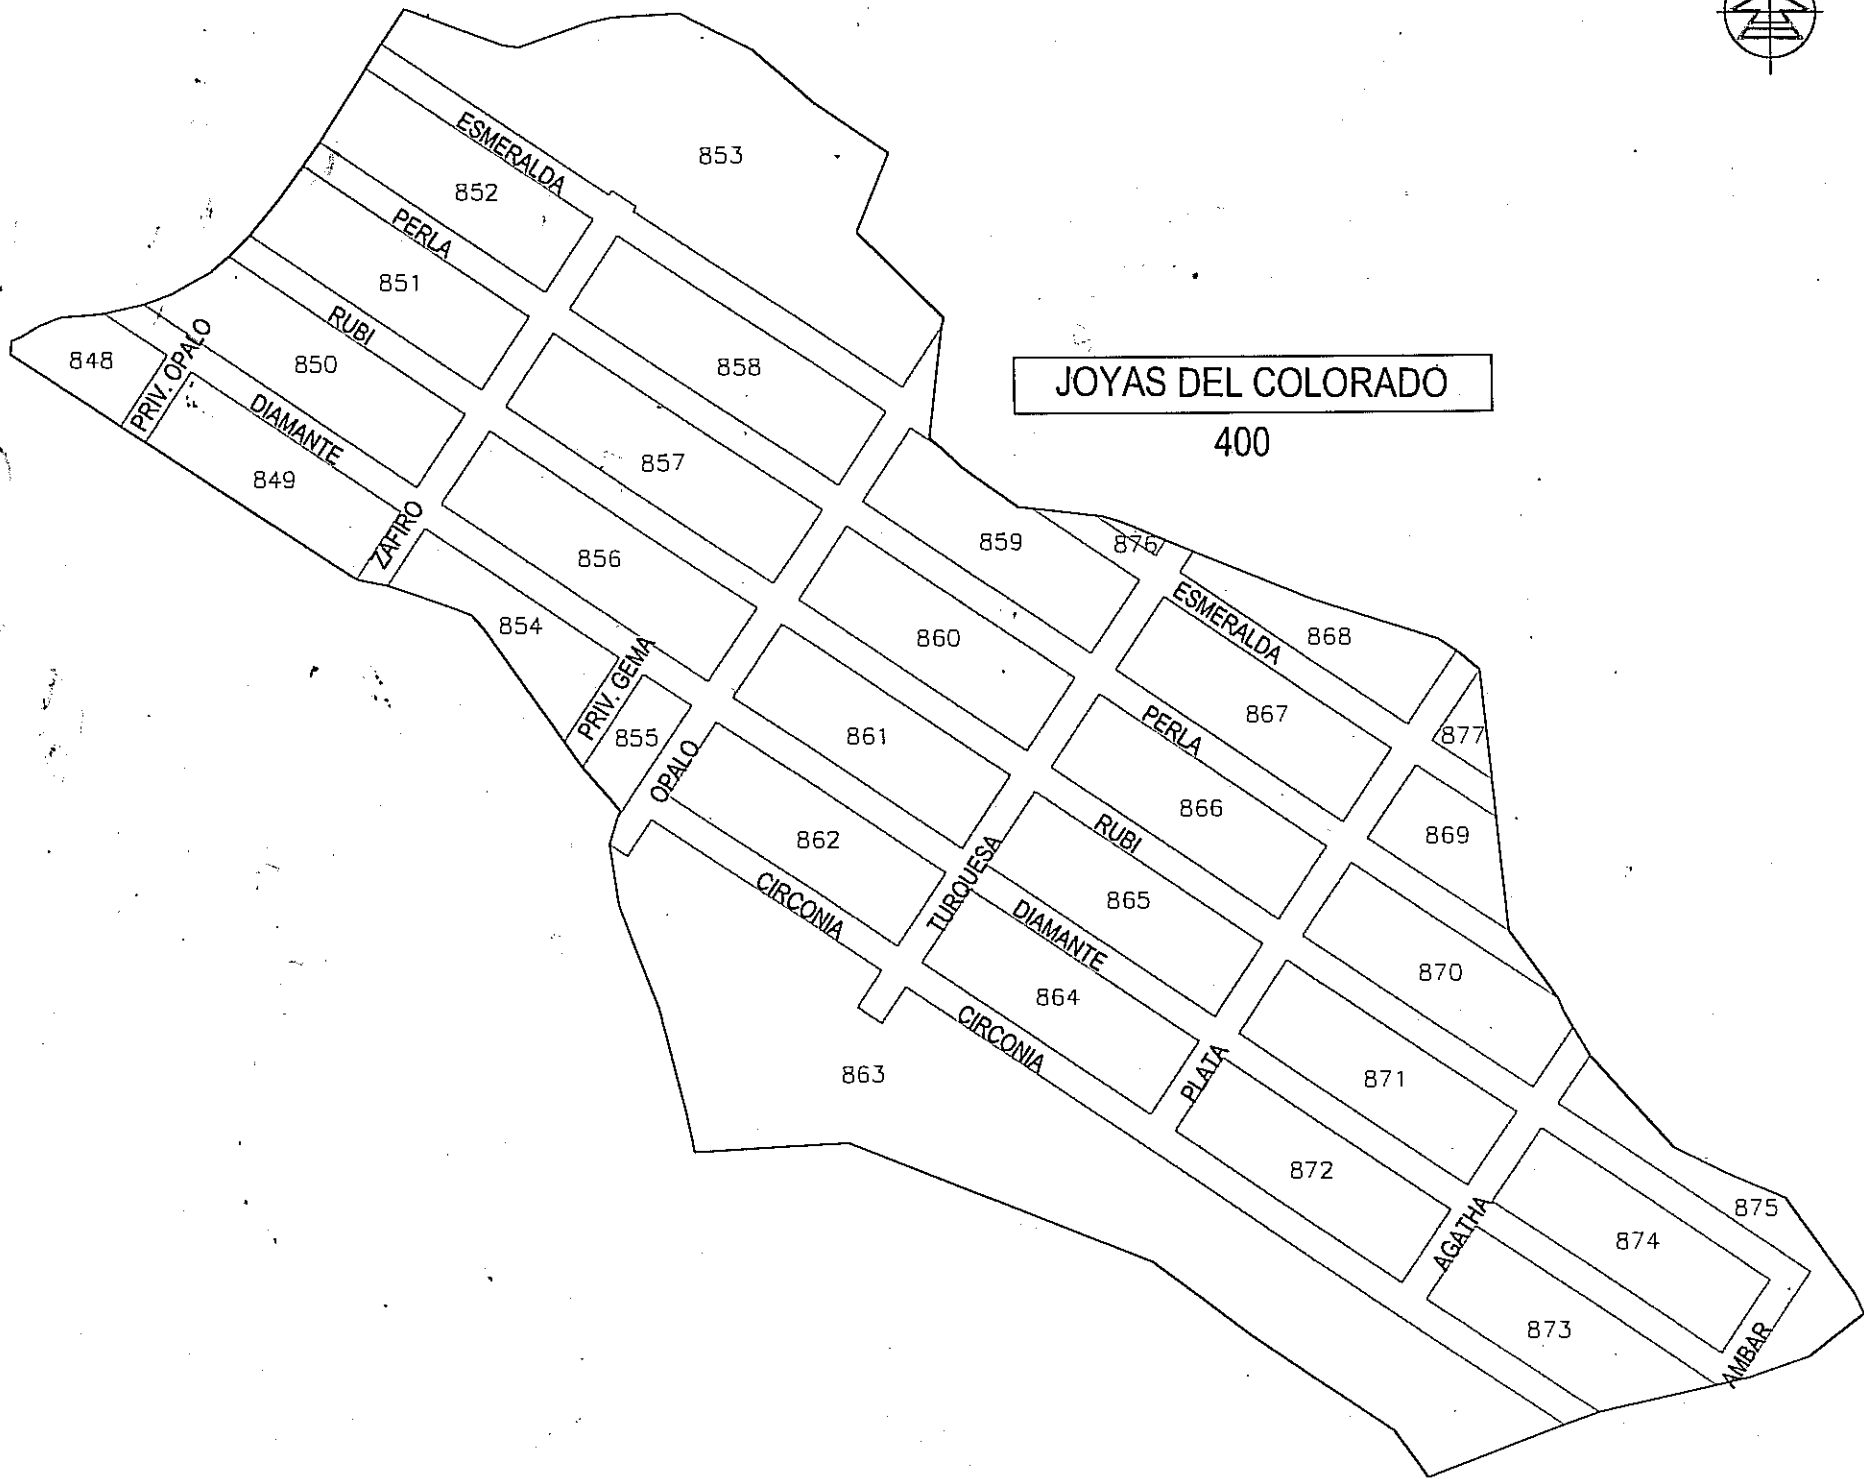 853
ESMERALDA
852
PERLA
851
RUBI
848
PRIV. OPALO
850
DIAMANTE
849
ZAFIRO
858
857
856
854
PRIV. GEMA
855
OPALO
JOYAS DEL COLORADO
400
859
876
ESMERALDA
868
860
867
877
861
PERLA
866
869
862
RUBI
865
TURQUESA
CIRCONIA
DIAMANTE
864
870
CIRCONIA
863
PLATA
871
872
AGATHA
875
874
873
AMBAR